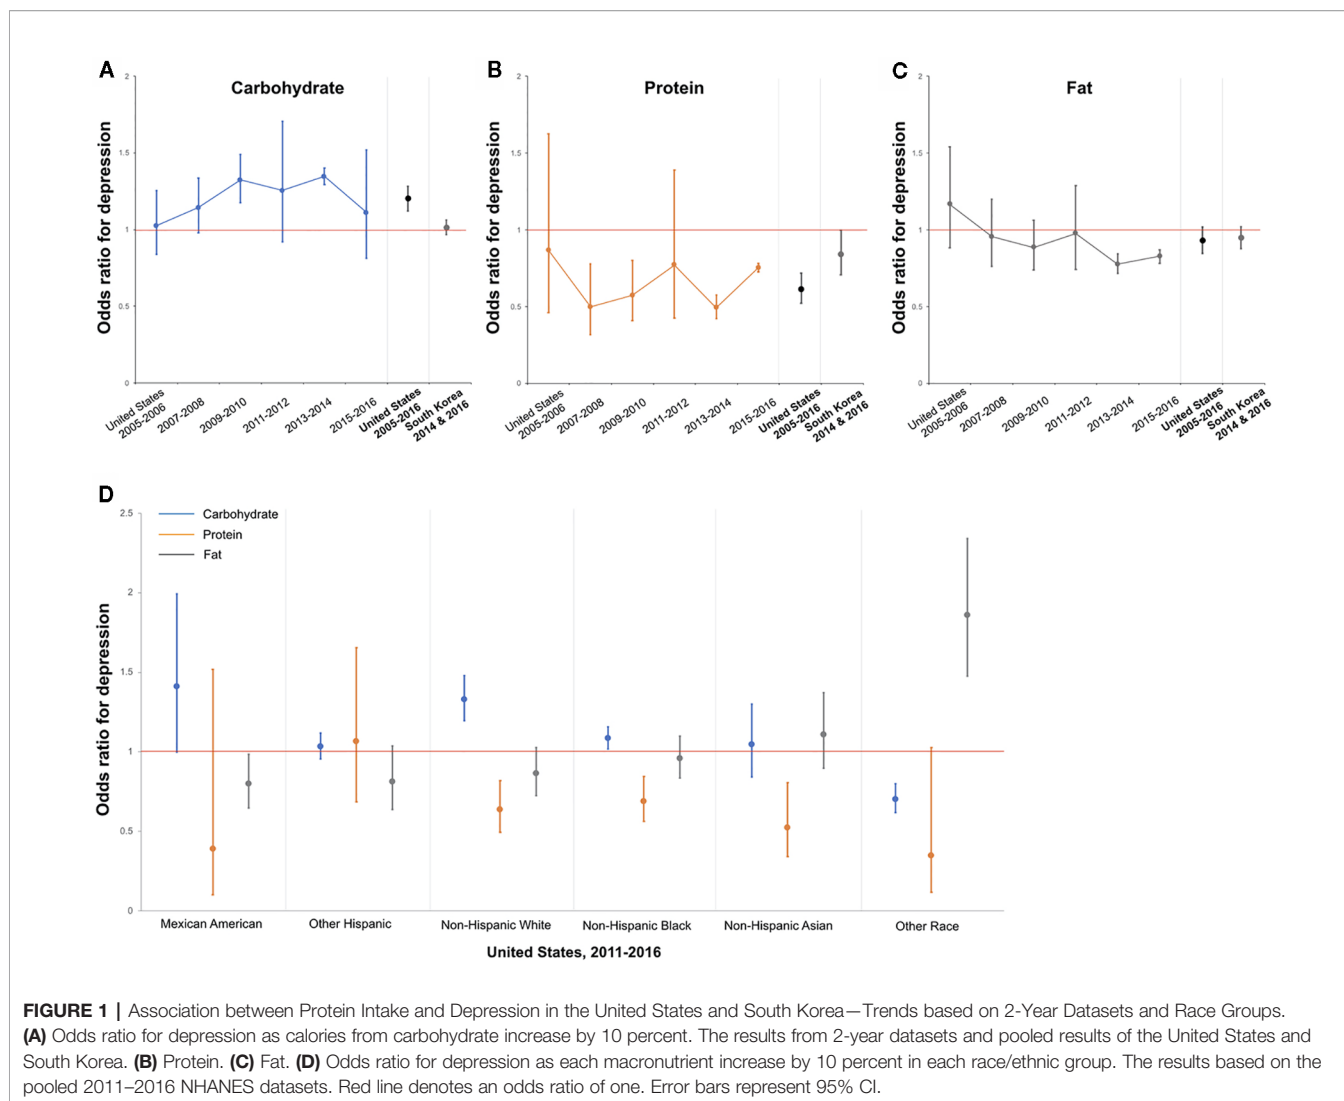 A
Carbohydrate
Odds ratio for depression
2
1.5
1
0.5
0
United States
2005-2006
2007-2008
2009-2010
2011-2012
2013-2014
2015-2016
United States
2005-2016
South Korea
2014 & 2016
B
Protein
Odds ratio for depression
2
1.5
1
0.5
0
United States
2005-2006
2007-2008
2009-2010
2011-2012
2013-2014
2015-2016
United States
2005-2016
South Korea
2014 & 2016
C
Fat
Odds ratio for depression
2
1.5
1
0.5
0
United States
2005-2006
2007-2008
2009-2010
2011-2012
2013-2014
2015-2016
United States
2005-2016
South Korea
2014 & 2016
D
Carbohydrate
Protein
Fat
Odds ratio for depression
2.5
2
1.5
1
0.5
0
Mexican American
Other Hispanic
Non-Hispanic White
Non-Hispanic Black
Non-Hispanic Asian
Other Race
United States, 2011-2016
FIGURE 1 | Association between Protein Intake and Depression in the United States and South Korea—Trends based on 2-Year Datasets and Race Groups.
(A) Odds ratio for depression as calories from carbohydrate increase by 10 percent. The results from 2-year datasets and pooled results of the United States and
South Korea. (B) Protein. (C) Fat. (D) Odds ratio for depression as each macronutrient increase by 10 percent in each race/ethnic group. The results based on the
pooled 2011–2016 NHANES datasets. Red line denotes an odds ratio of one. Error bars represent 95% CI.